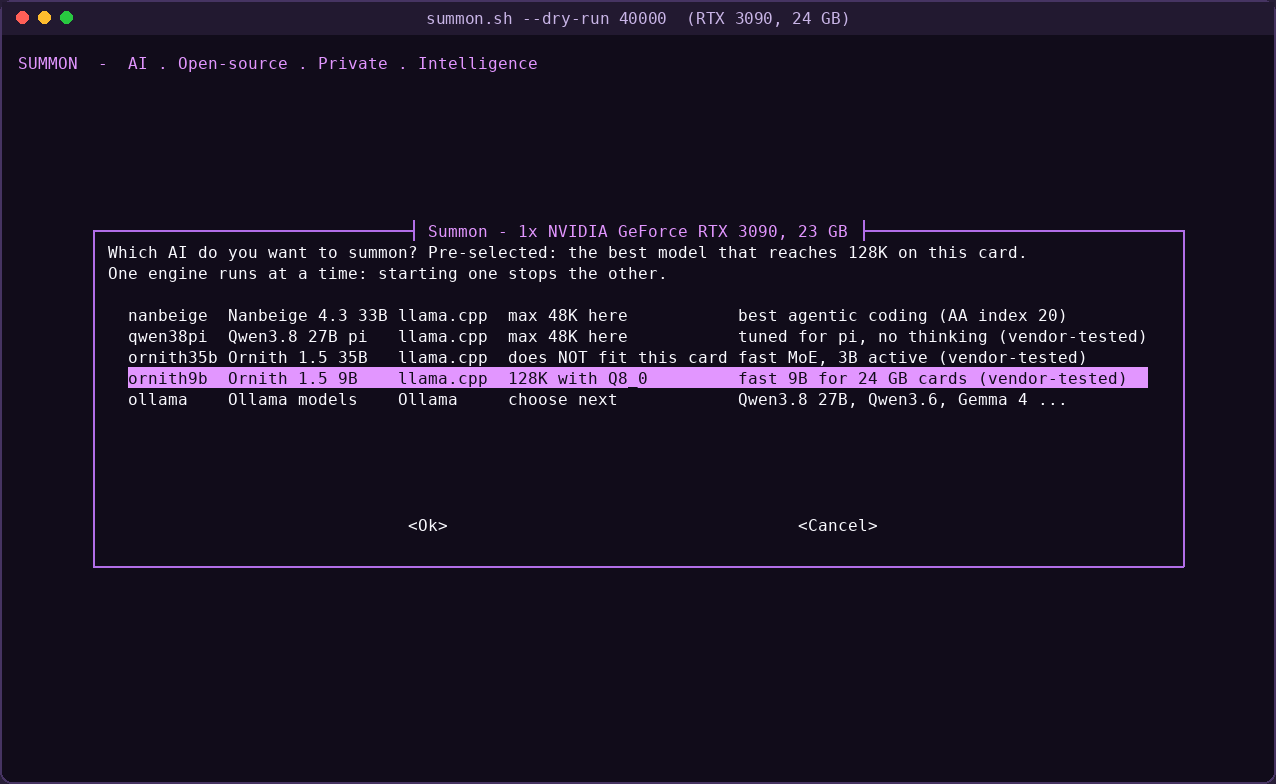 summon.sh --dry-run 40000  (RTX 3090, 24 GB)
SUMMON  -  AI . Open-source . Private . Intelligence
Summon - 1x NVIDIA GeForce RTX 3090, 23 GB
Which AI do you want to summon? Pre-selected: the best model that reaches 128K on this card.
One engine runs at a time: starting one stops the other.
nanbeige  Nanbeige 4.3 33B llama.cpp  max 48K here           best agentic coding (AA index 20)
qwen38pi  Qwen3.8 27B pi   llama.cpp  max 48K here           tuned for pi, no thinking (vendor-tested)
ornith35b Ornith 1.5 35B   llama.cpp  does NOT fit this card fast MoE, 3B active (vendor-tested)
ornith9b  Ornith 1.5 9B    llama.cpp  128K with Q8_0         fast 9B for 24 GB cards (vendor-tested)
ollama    Ollama models    Ollama     choose next            Qwen3.8 27B, Qwen3.6, Gemma 4 ...
<Ok>                                   <Cancel>